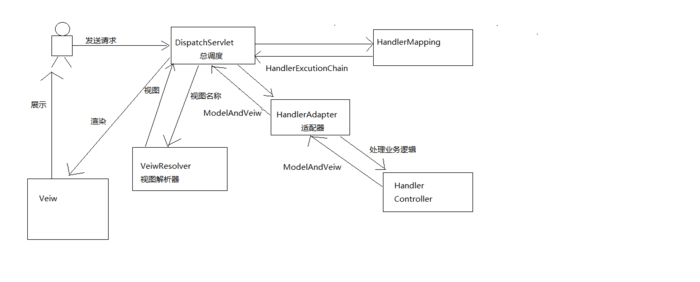 发送请求
DispatchServlet
总调度
HandlerMapping
HandlerExcutionChain
视图
视图名称
展示
渲染
ModelAndVeiw
HandlerAdapter
适配器
处理业务逻辑
VeiwResolver
视图解析器
ModelAndVeiw
Veiw
Handler
Controller